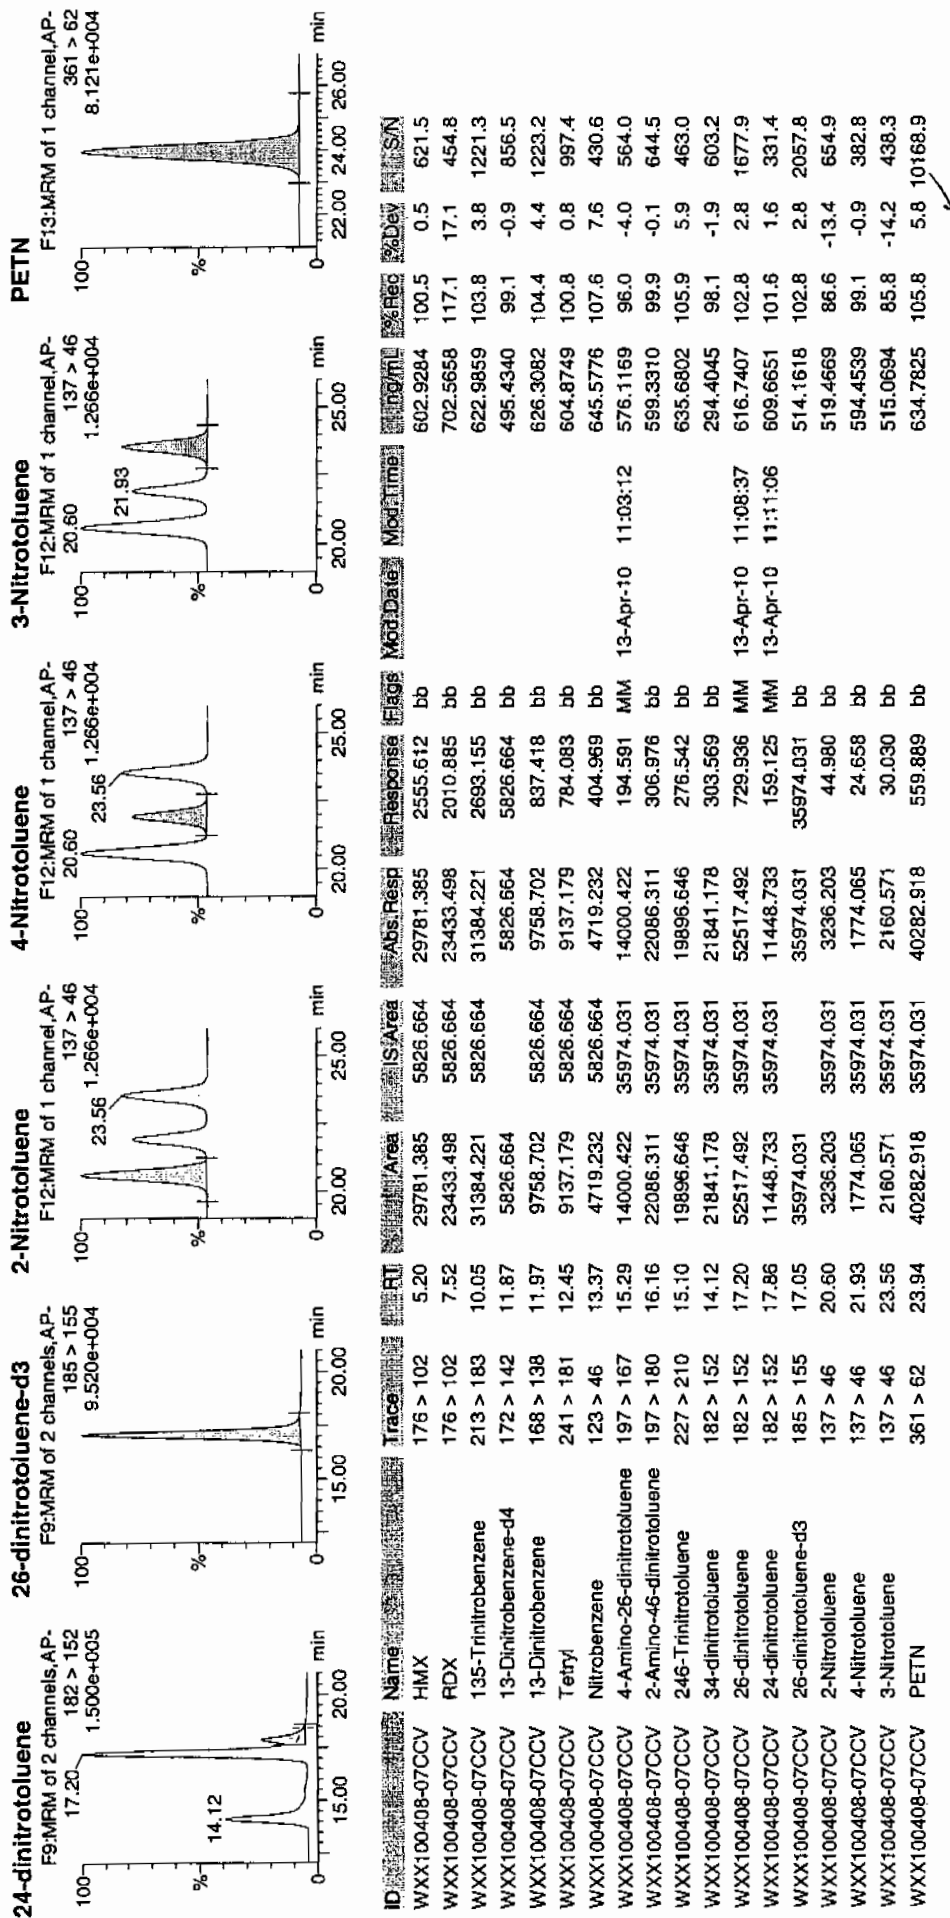 24-dinitrotoluene
F9:MRM of 2 channels,AP-
182 > 152
1.500e+005
17.20
14.12
100
%
0
15.00
20.00
min
26-dinitrotoluene-d3
F9:MRM of 2 channels,AP-
185 > 155
9.520e+004
100
%
0
15.00
20.00
min
2-Nitrotoluene
F12:MRM of 1 channel,AP-
137 > 46
1.266e+004
23.56
100
%
0
20.00
25.00
min
4-Nitrotoluene
F12:MRM of 1 channel,AP-
137 > 46
1.266e+004
20.60
23.56
100
%
0
20.00
25.00
min
3-Nitrotoluene
F12:MRM of 1 channel,AP-
137 > 46
1.266e+004
20.60
21.93
100
%
0
20.00
25.00
min
PETN
F13:MRM of 1 channel,AP-
361 > 62
8.121e+004
100
%
0
22.00
24.00
26.00
min
ID Name Trace RT Area IS Area Abs.Resp Response Flags Mod.Date Mod.Time ng/mL %Rec %Dev S/N
WXX100408-07CCV HMX 176 > 102 5.20 29781.385 5826.664 29781.385 2555.612 bb 602.9284 100.5 0.5 621.5
WXX100408-07CCV RDX 176 > 102 7.52 23433.498 5826.664 23433.498 2010.885 bb 702.5658 117.1 17.1 454.8
WXX100408-07CCV 135-Trinitrobenzene 213 > 183 10.05 31384.221 5826.664 31384.221 2693.155 bb 622.9859 103.8 3.8 1221.3
WXX100408-07CCV 13-Dinitrobenzene-d4 172 > 142 11.87 5826.664 5826.664 5826.664 bb 495.4340 99.1 -0.9 856.5
WXX100408-07CCV 13-Dinitrobenzene 168 > 138 11.97 9758.702 5826.664 9758.702 837.418 bb 626.3082 104.4 4.4 1223.2
WXX100408-07CCV Tetryl 241 > 181 12.45 9137.179 5826.664 9137.179 784.083 bb 604.8749 100.8 0.8 997.4
WXX100408-07CCV Nitrobenzene 123 > 46 13.37 4719.232 5826.664 4719.232 404.969 bb 645.5776 107.6 7.6 430.6
WXX100408-07CCV 4-Amino-26-dinitrotoluene 197 > 167 15.29 14000.422 35974.031 14000.422 194.591 MM 13-Apr-10 11:03:12 576.1169 96.0 -4.0 564.0
WXX100408-07CCV 2-Amino-46-dinitrotoluene 197 > 180 16.16 22086.311 35974.031 22086.311 306.976 bb 599.3310 99.9 -0.1 644.5
WXX100408-07CCV 246-Trinitrotoluene 227 > 210 15.10 19896.646 35974.031 19896.646 276.542 bb 635.6802 105.9 5.9 463.0
WXX100408-07CCV 34-dinitrotoluene 182 > 152 14.12 21841.178 35974.031 21841.178 303.569 bb 294.4045 98.1 -1.9 603.2
WXX100408-07CCV 26-dinitrotoluene 182 > 152 17.20 52517.492 35974.031 52517.492 729.936 MM 13-Apr-10 11:08:37 616.7407 102.8 2.8 1677.9
WXX100408-07CCV 24-dinitrotoluene 182 > 152 17.86 11448.733 35974.031 11448.733 159.125 MM 13-Apr-10 11:11:06 609.6651 101.6 1.6 331.4
WXX100408-07CCV 26-dinitrotoluene-d3 185 > 155 17.05 35974.031 35974.031 35974.031 bb 514.1618 102.8 2.8 2057.8
WXX100408-07CCV 2-Nitrotoluene 137 > 46 20.60 3236.203 35974.031 3236.203 44.980 bb 519.4669 86.6 -13.4 654.9
WXX100408-07CCV 4-Nitrotoluene 137 > 46 21.93 1774.065 35974.031 1774.065 24.658 bb 594.4539 99.1 -0.9 382.8
WXX100408-07CCV 3-Nitrotoluene 137 > 46 23.56 2160.571 35974.031 2160.571 30.030 bb 515.0694 85.8 -14.2 438.3
WXX100408-07CCV PETN 361 > 62 23.94 40282.918 35974.031 40282.918 559.889 bb 634.7825 105.8 5.8 10168.9